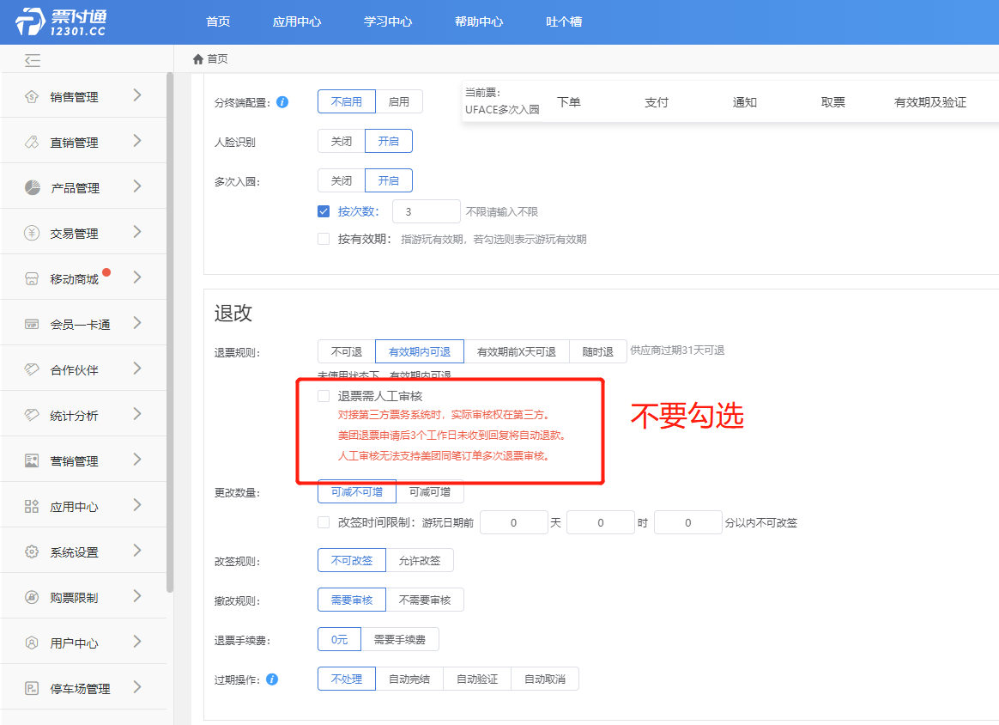 票付通
12301.CC
首页 应用中心 学习中心 帮助中心 吐个槽
首页
销售管理
直销管理
产品管理
交易管理
移动商城
会员一卡通
合作伙伴
统计分析
营销管理
应用中心
系统设置
购票限制
用户中心
停车场管理
当前票:
UFACE多次入园
下单 支付 通知 取票 有效期及验证
分终端配置: 不启用 启用
人脸识别 关闭 开启
多次入园: 关闭 开启
按次数: 3 不限请输入不限
按有效期: 指游玩有效期，若勾选则表示游玩有效期
退改
退票规则: 不可退 有效期内可退 有效期前X天可退 随时退 供应商过期31天可退
未使用状态下，有效期内可退
退票需人工审核
对接第三方票务系统时，实际审核权在第三方。
美团退票申请后3个工作日未收到回复将自动退款。
人工审核无法支持美团同笔订单多次退票审核。
不要勾选
更改数量: 可减不可增 可减可增
改签时间限制: 游玩日期前 0 天 0 时 0 分以内不可改签
改签规则: 不可改签 允许改签
撤改规则: 需要审核 不需要审核
退票手续费: 0元 需要手续费
过期操作: 不处理 自动完结 自动验证 自动取消